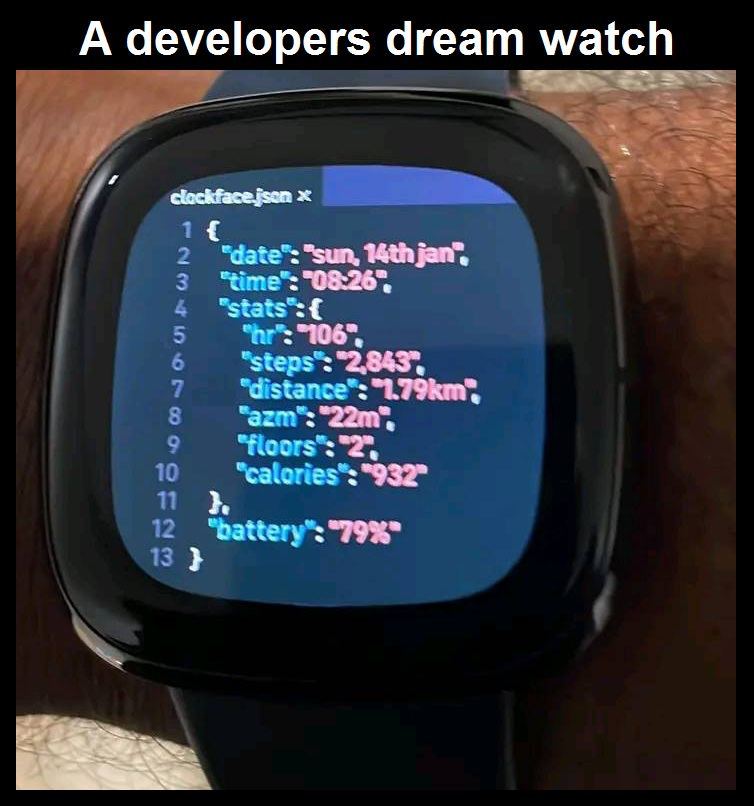 A developers dream watch
clockface.json ×
1 {
2 "date": "sun, 14th jan",
3 "time": "08:26",
4 "stats":{
5 "hr": "106",
6 "steps": "2,843",
7 "distance": "1.79km",
8 "azm": "22m",
9 "floors": "2",
10 "calories": "932"
11 },
12 "battery": "79%"
13 }